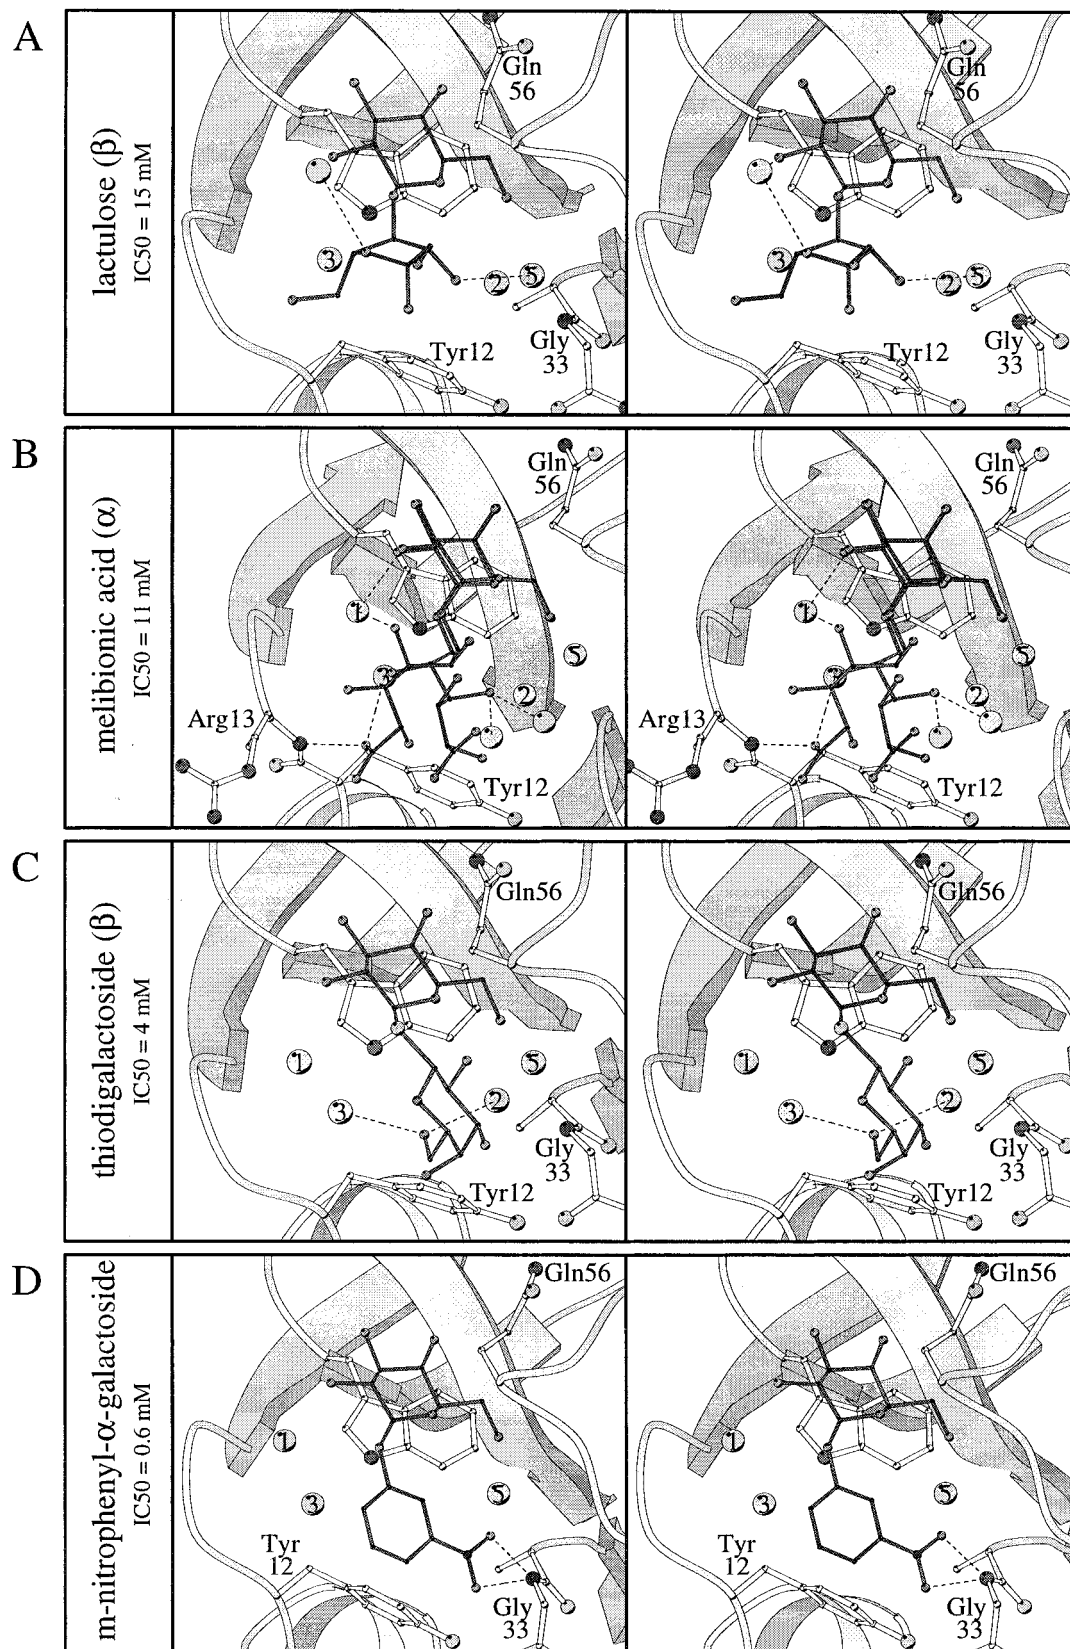 A
lactulose (β)
IC50 = 15 mM
Gln
56
3
2
5
Tyr12
Gly
33
Gln
56
3
2
5
Tyr12
Gly
33
B
melibionic acid (α)
IC50 = 11 mM
Gln
56
1
5
3
2
Arg13
Tyr12
Gln
56
1
5
3
2
Arg13
Tyr12
C
thiodigalactoside (β)
IC50 = 4 mM
Gln56
1
5
3
2
Gly
33
Tyr12
Gln56
1
5
3
2
Gly
33
Tyr12
D
m-nitrophenyl-α-galactoside
IC50 = 0.6 mM
Gln56
1
5
3
Tyr
12
Gly
33
Gln56
1
5
3
Tyr
12
Gly
33